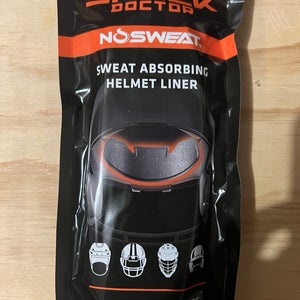 DOCTOR
NOSWEAT.
SWEAT ABSORBING
HELMET LINER